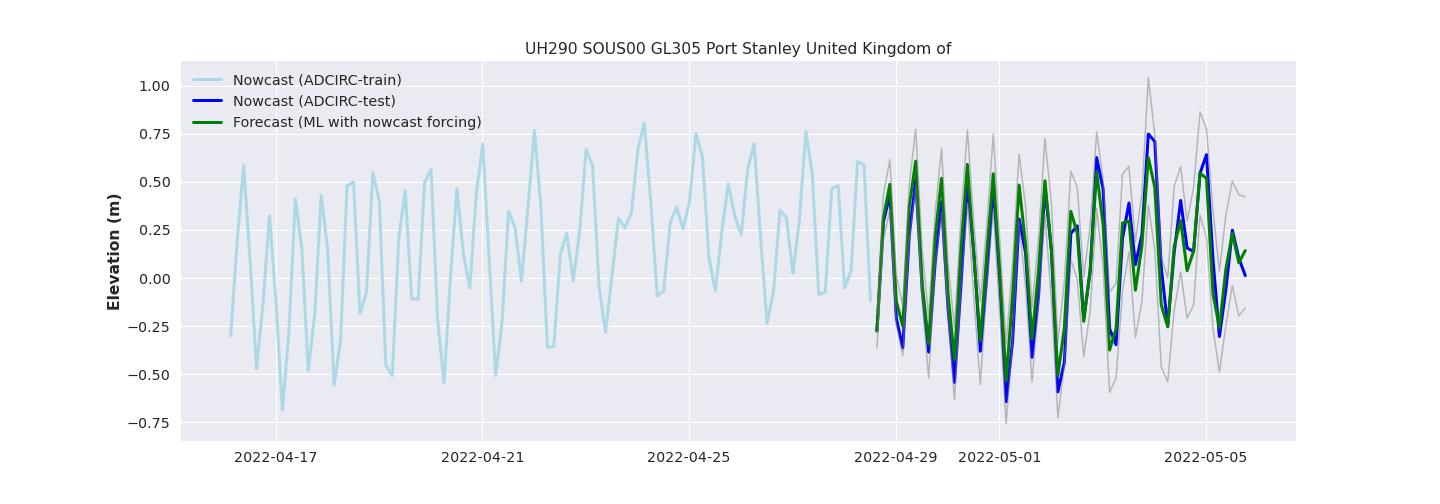 UH290 SOUS00 GL305 Port Stanley United Kingdom of
Nowcast (ADCIRC-train)
Nowcast (ADCIRC-test)
Forecast (ML with nowcast forcing)
Elevation (m)
1.00
0.75
0.50
0.25
0.00
−0.25
−0.50
−0.75
2022-04-17 2022-04-21 2022-04-25 2022-04-29 2022-05-01 2022-05-05